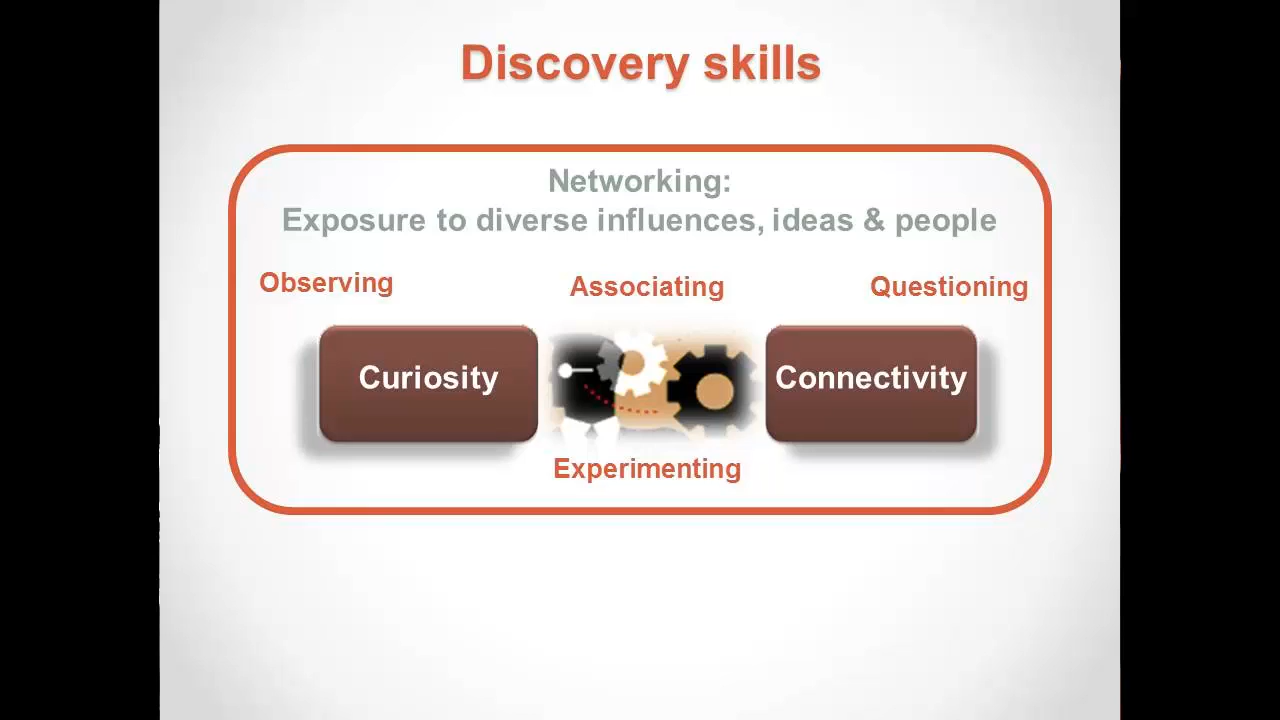 Discovery skills
Networking:
Exposure to diverse influences, ideas & people
Observing
Associating
Questioning
Curiosity
Connectivity
Experimenting